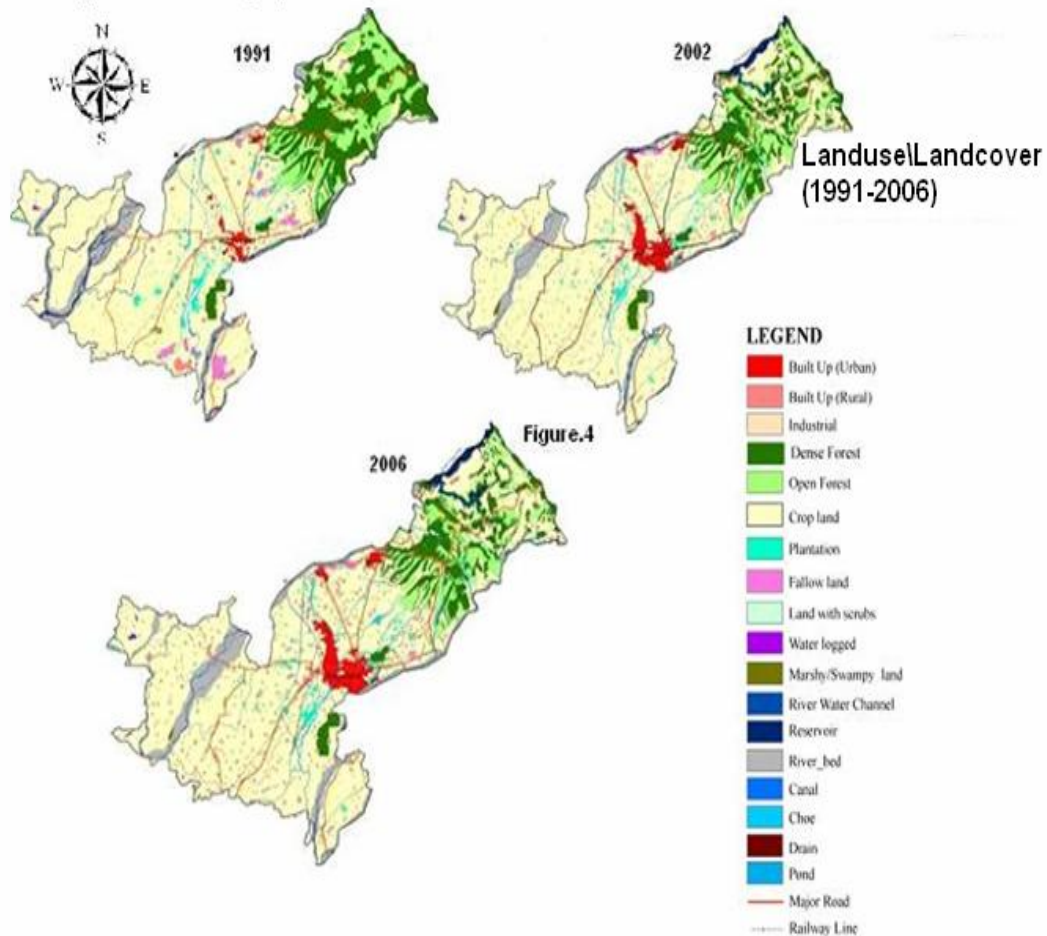 N
W E
S
1991
2002
Landuse\Landcover
(1991-2006)
Figure.4
2006
LEGEND
Built Up (Urban)
Built Up (Rural)
Industrial
Dense Forest
Open Forest
Crop land
Plantation
Fallow land
Land with scrubs
Water logged
Marshy/Swampy land
River Water Channel
Reservoir
River_bed
Canal
Choe
Drain
Pond
Major Road
Railway Line